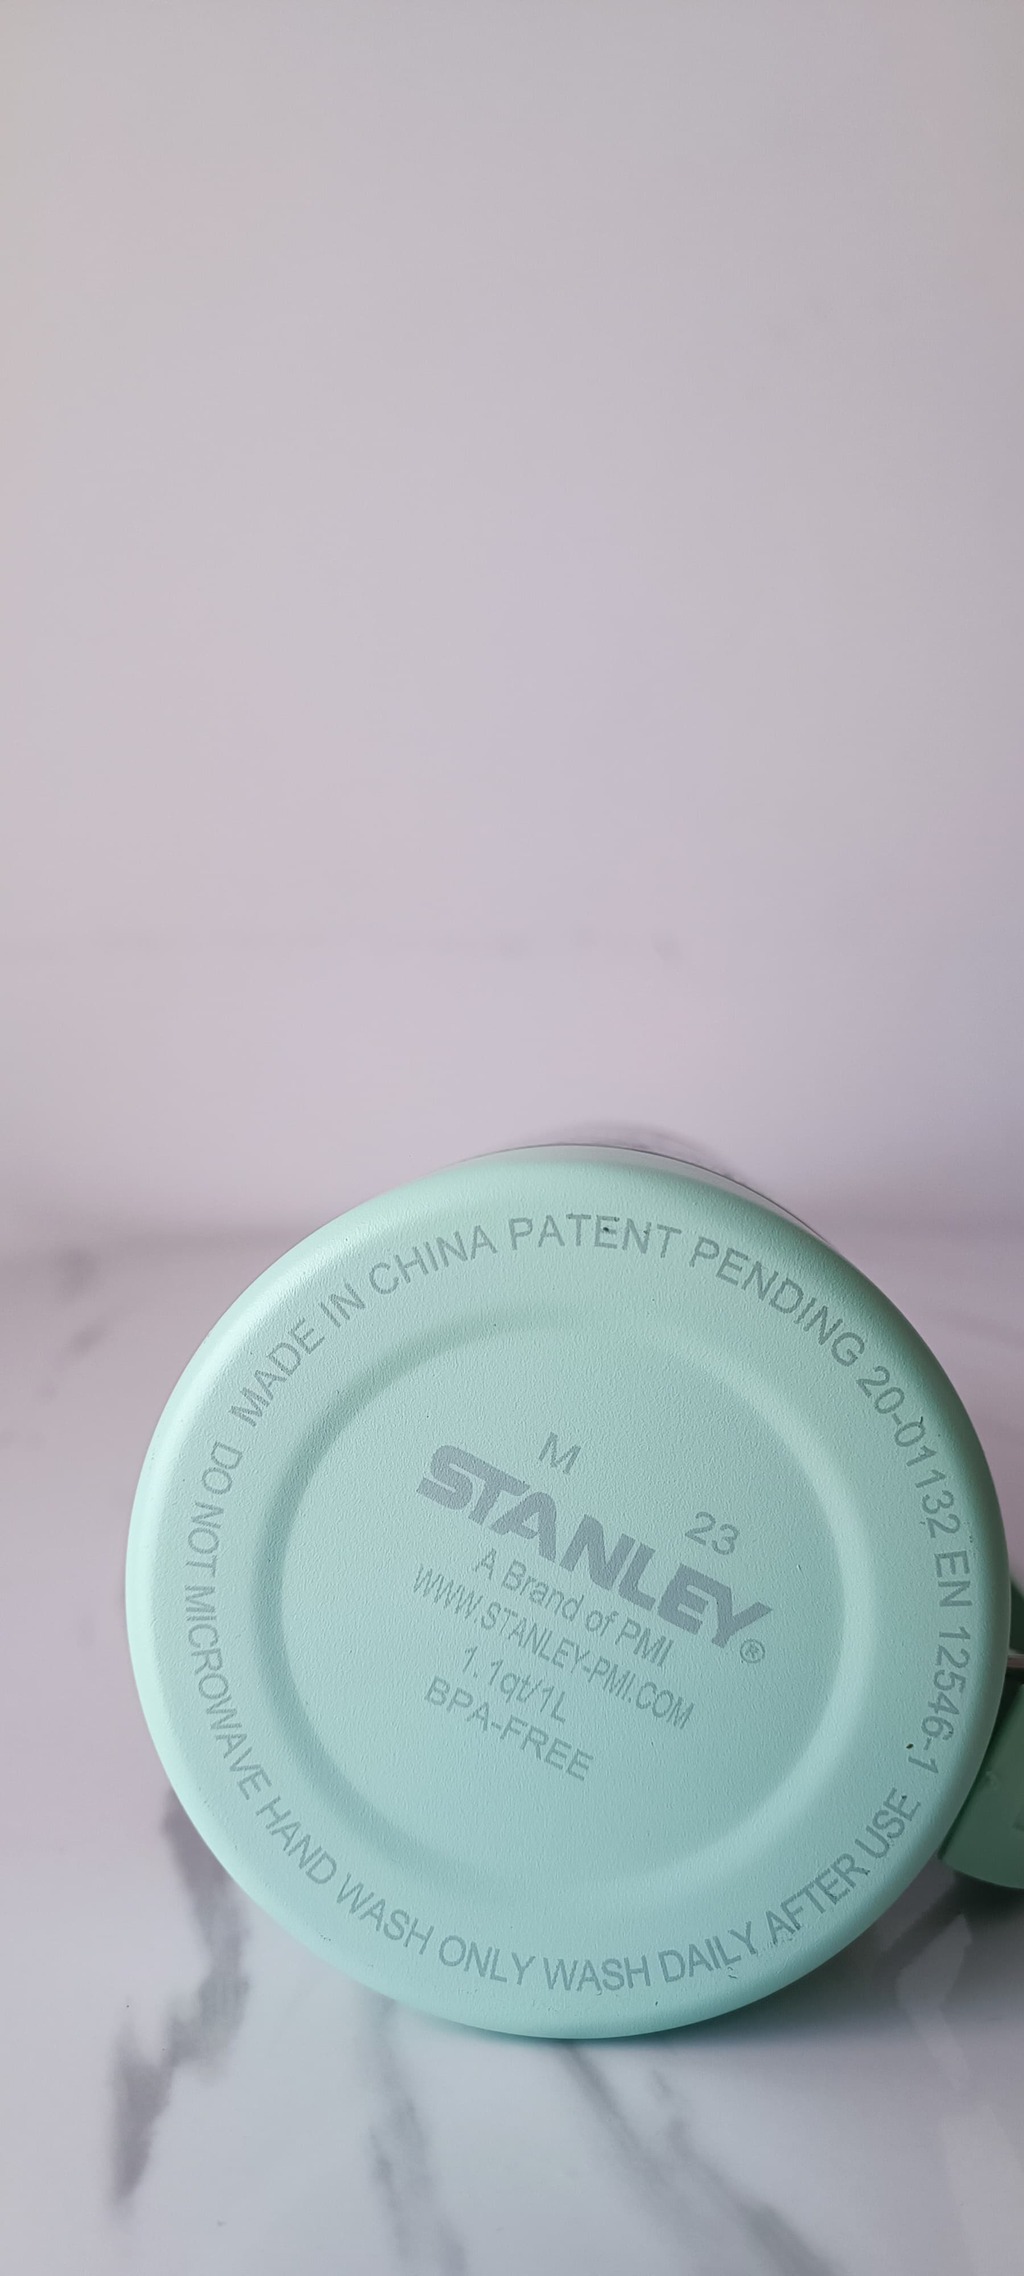 MADE IN CHINA PATENT PENDING 20-01132 EN 12546-1
DO NOT MICROWAVE HAND WASH ONLY WASH DAILY AFTER USE
M
23
STANLEY®
A Brand of PMI
WWW.STANLEY-PMI.COM
1.1qt/1L
BPA-FREE